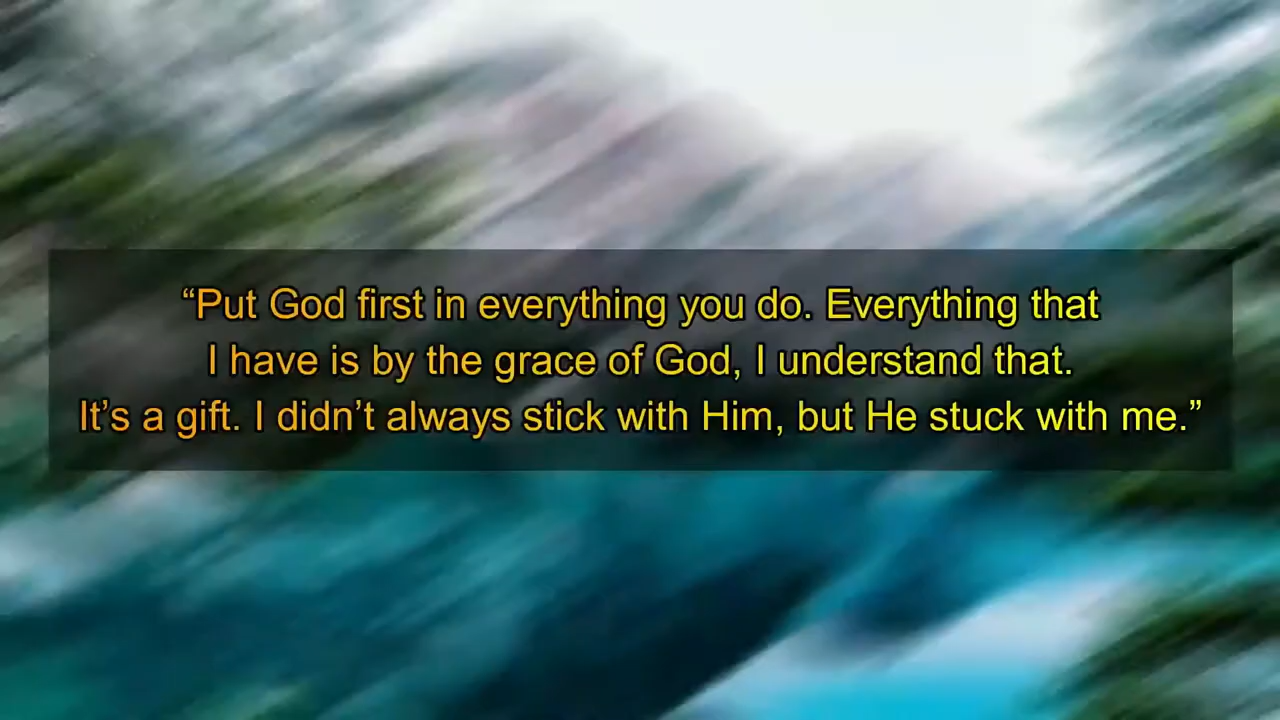 “Put God first in everything you do. Everything that
I have is by the grace of God, I understand that.
It’s a gift. I didn’t always stick with Him, but He stuck with me.”